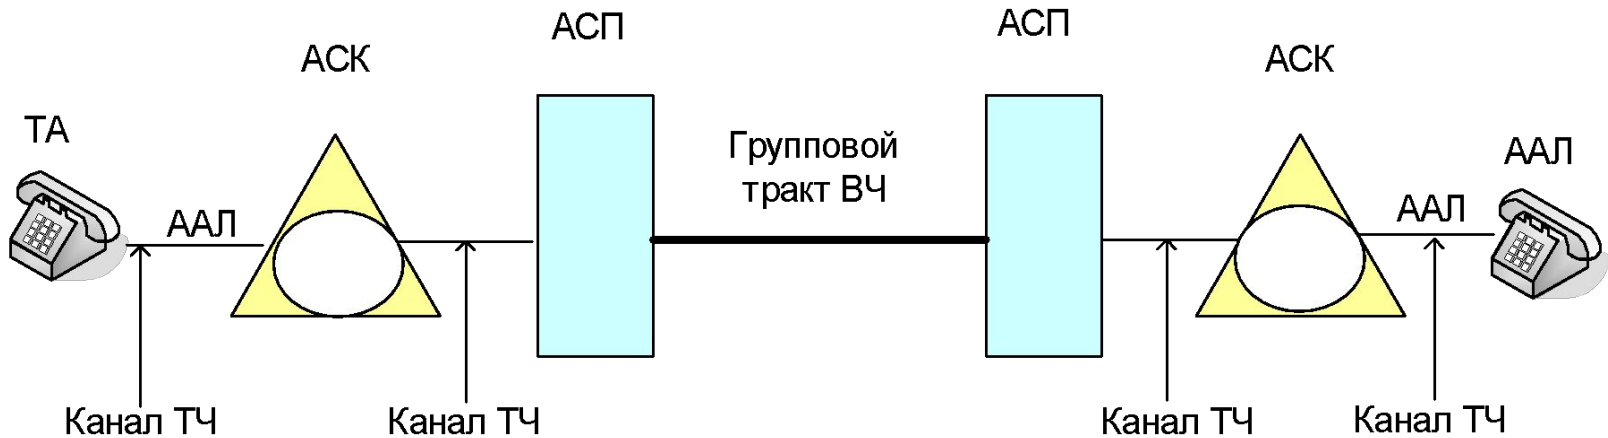 АСП
АСП
АСК
АСК
ТА
Групповой
тракт ВЧ
ААЛ
ААЛ
ААЛ
Канал ТЧ
Канал ТЧ
Канал ТЧ
Канал ТЧ